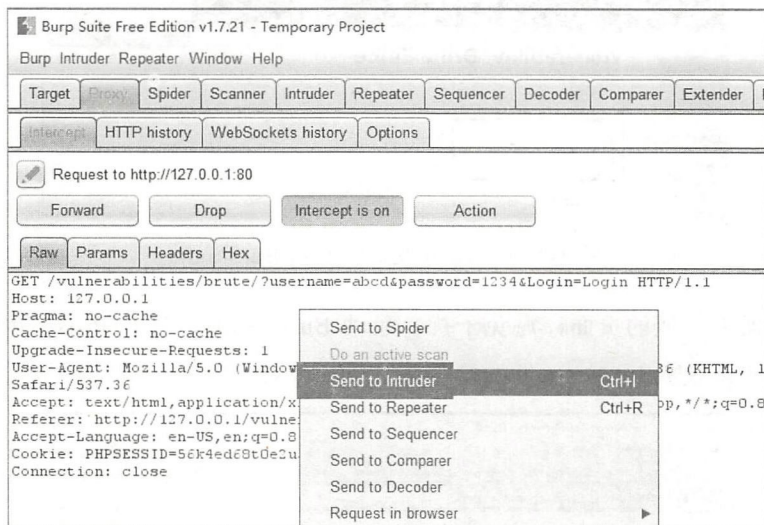 Burp Suite Free Edition v1.7.21 - Temporary Project
Burp Intruder Repeater Window Help
Target Proxy Spider Scanner Intruder Repeater Sequencer Decoder Comparer Extender
Intercept HTTP history WebSockets history Options
Request to http://127.0.0.1:80
Forward Drop Intercept is on Action
Raw Params Headers Hex
GET /vulnerabilities/brute/?username=abcd&password=1234&Login=Login HTTP/1.1
Host: 127.0.0.1
Pragma: no-cache
Cache-Control: no-cache
Upgrade-Insecure-Requests: 1
User-Agent: Mozilla/5.0 (Window 36 (KHTML, l
Safari/537.36
Accept: text/html,application/x op,*/*;q=0.8
Referer: http://127.0.0.1/vulne
Accept-Language: en-US,en;q=0.8
Cookie:
Connection: close
Send to Spider
Do an active scan
Send to Intruder Ctrl+I
Send to Repeater Ctrl+R
Send to Sequencer
Send to Comparer
Send to Decoder
Request in browser